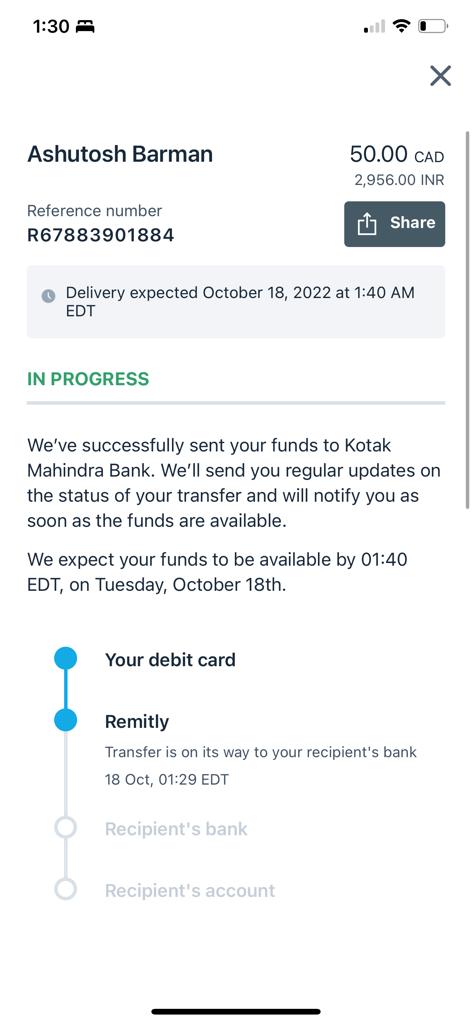 1:30
Ashutosh Barman
50.00 CAD
2,956.00 INR
Reference number
R67883901884
Share
Delivery expected October 18, 2022 at 1:40 AM
EDT
IN PROGRESS
We’ve successfully sent your funds to Kotak
Mahindra Bank. We’ll send you regular updates on
the status of your transfer and will notify you as
soon as the funds are available.
We expect your funds to be available by 01:40
EDT, on Tuesday, October 18th.
Your debit card
Remitly
Transfer is on its way to your recipient's bank
18 Oct, 01:29 EDT
Recipient's bank
Recipient's account